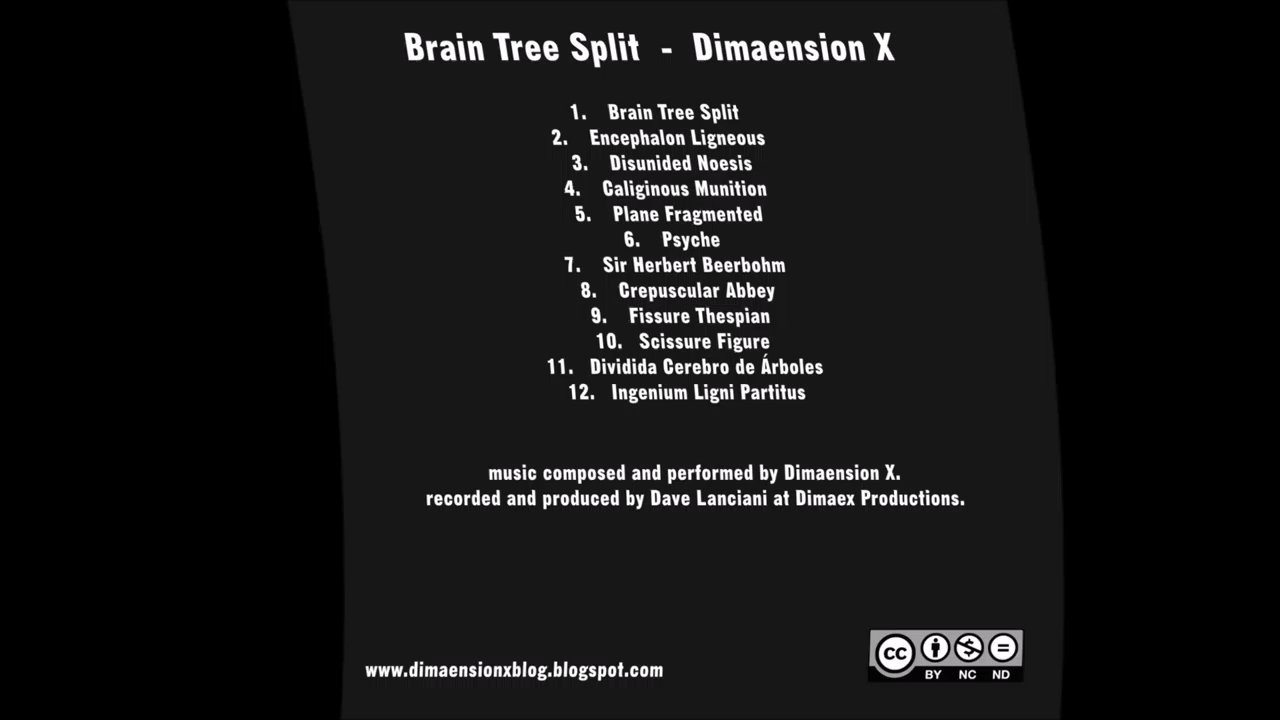 Brain Tree Split - Dimaension X
1. Brain Tree Split
2. Encephalon Ligneous
3. Disunided Noesis
4. Caliginous Munition
5. Plane Fragmented
6. Psyche
7. Sir Herbert Beerbohm
8. Crepuscular Abbey
9. Fissure Thespian
10. Scissure Figure
11. Dividida Cerebro de Árboles
12. Ingenium Ligni Partitus
music composed and performed by Dimaension X.
recorded and produced by Dave Lanciani at Dimaex Productions.
www.dimaensionxblog.blogspot.com
CC
BY NC ND